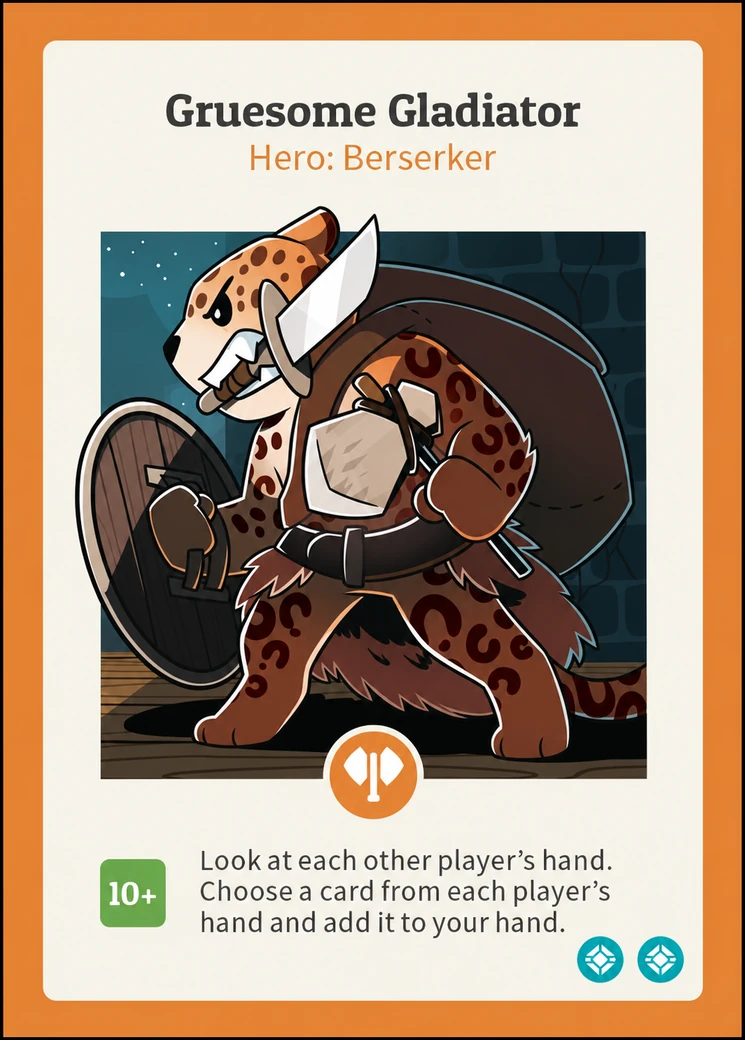 Gruesome Gladiator
Hero: Berserker
10+
Look at each other player’s hand.
Choose a card from each player’s
hand and add it to your hand.